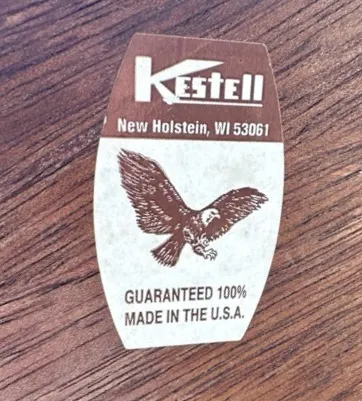 KESTELL
New Holstein, WI 53061
GUARANTEED 100%
MADE IN THE U.S.A.